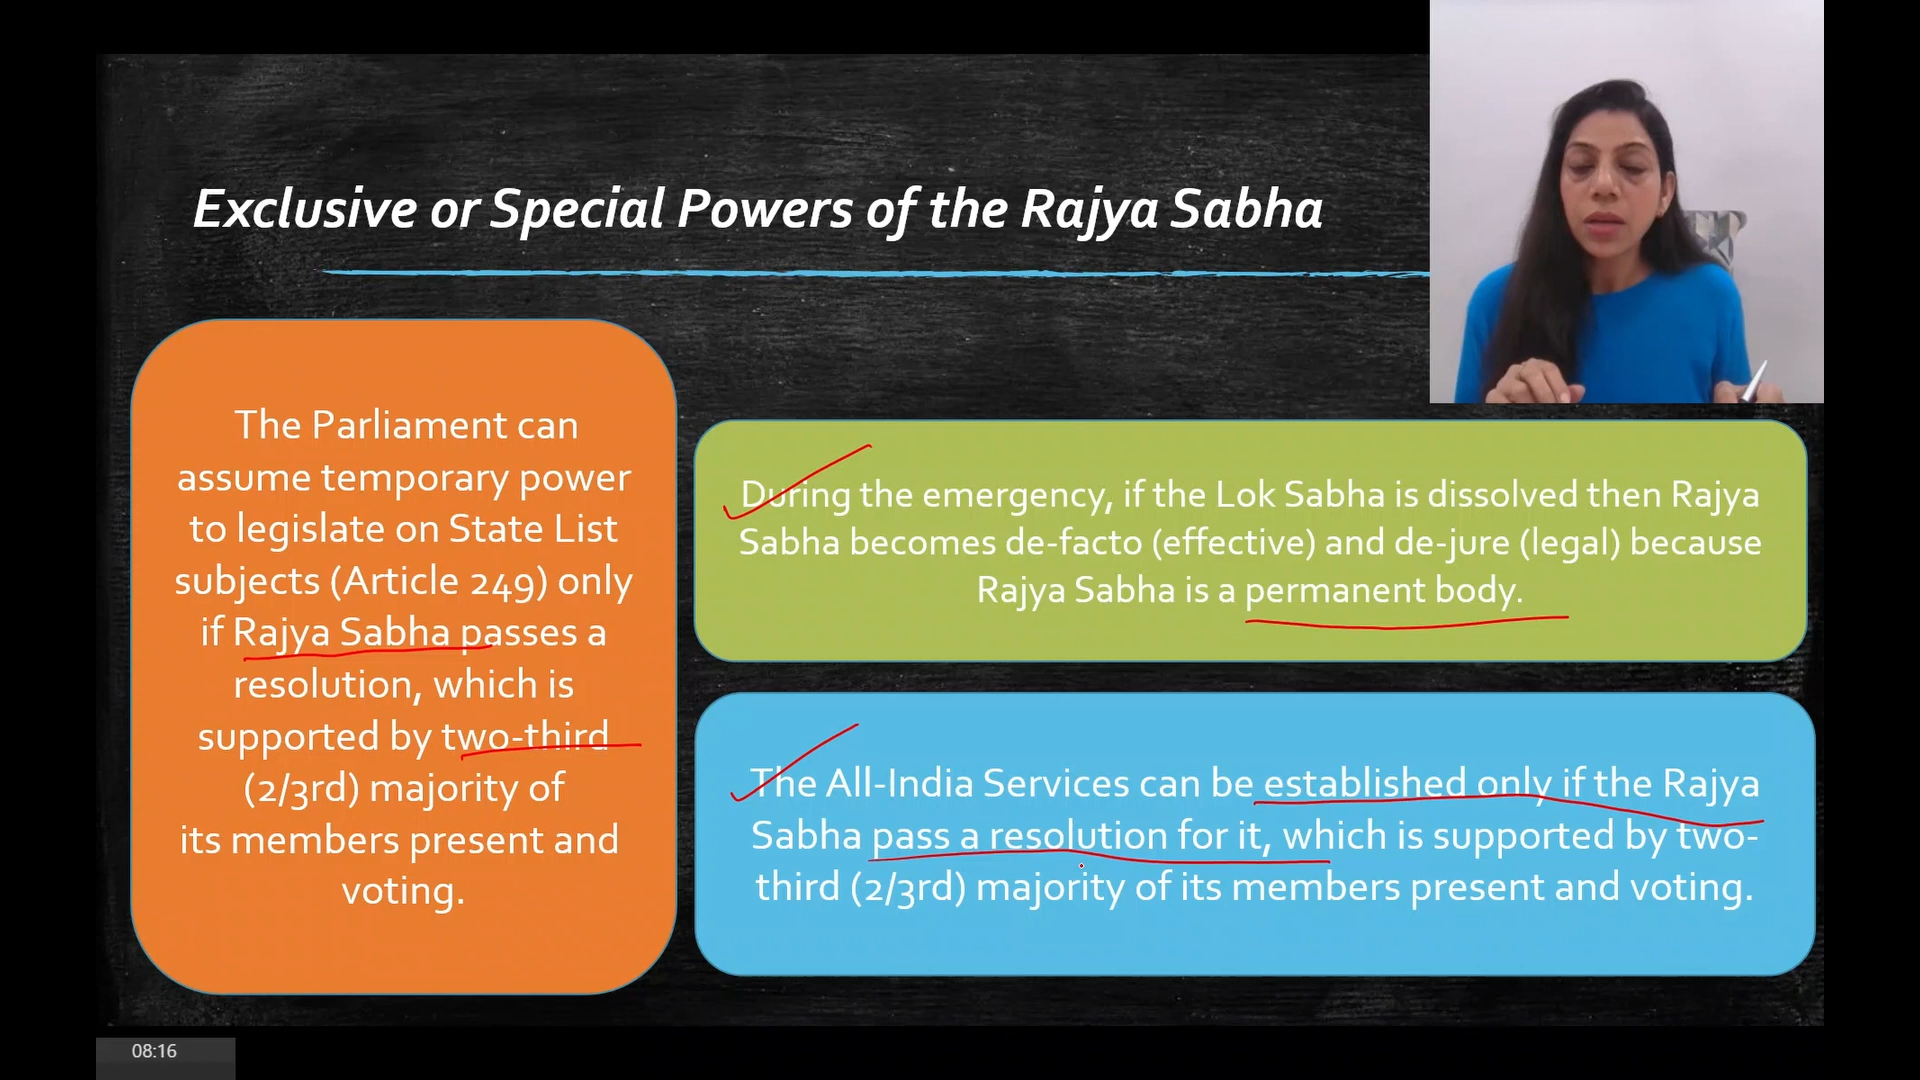 Exclusive or Special Powers of the Rajya Sabha
The Parliament can
assume temporary power
to legislate on State List
subjects (Article 249) only
if Rajya Sabha passes a
resolution, which is
supported by two-third
(2/3rd) majority of
its members present and
voting.
During the emergency, if the Lok Sabha is dissolved then Rajya
Sabha becomes de-facto (effective) and de-jure (legal) because
Rajya Sabha is a permanent body.
The All-India Services can be established only if the Rajya
Sabha pass a resolution for it, which is supported by two-
third (2/3rd) majority of its members present and voting.
08:16